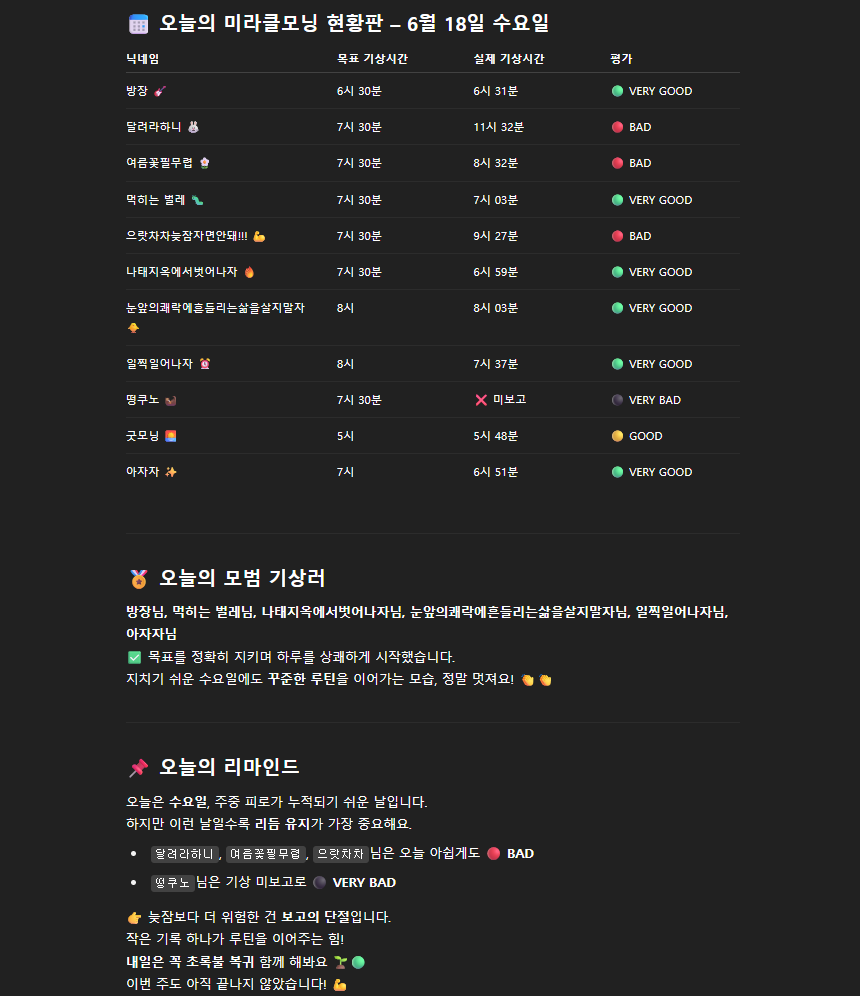 📅 오늘의 미라클모닝 현황판 – 6월 18일 수요일
닉네임 목표 기상시간 실제 기상시간 평가
방장 🎸 6시 30분 6시 31분 🟢 VERY GOOD
달려라하니 🐰 7시 30분 11시 32분 🔴 BAD
여름꽃필무렵 🌸 7시 30분 8시 32분 🔴 BAD
먹히는 벌레 🐛 7시 30분 7시 03분 🟢 VERY GOOD
으랏차차늦잠자면안돼!!! 💪 7시 30분 9시 27분 🔴 BAD
나태지옥에서벗어나자 🔥 7시 30분 6시 59분 🟢 VERY GOOD
눈앞의쾌락에흔들리는삶을살지말자 8시 8시 03분 🟢 VERY GOOD
🐥
일찍일어나자 ⏰ 8시 7시 37분 🟢 VERY GOOD
떵쿠노 🐿️ 7시 30분 ❌ 미보고 ⚫ VERY BAD
굿모닝 🌅 5시 5시 48분 🟡 GOOD
아자자 ✨ 7시 6시 51분 🟢 VERY GOOD
🏅 오늘의 모범 기상러
방장님, 먹히는 벌레님, 나태지옥에서벗어나자님, 눈앞의쾌락에흔들리는삶을살지말자님, 일찍일어나자님,
아자자님
✅ 목표를 정확히 지키며 하루를 상쾌하게 시작했습니다.
지치기 쉬운 수요일에도 꾸준한 루틴을 이어가는 모습, 정말 멋져요! 👏👏
📌 오늘의 리마인드
오늘은 수요일, 주중 피로가 누적되기 쉬운 날입니다.
하지만 이런 날일수록 리듬 유지가 가장 중요해요.
• 달려라하니, 여름꽃필무렵, 으랏차차님은 오늘 아쉽게도 🔴 BAD
• 떵쿠노님은 기상 미보고로 ⚫ VERY BAD
👉 늦잠보다 더 위험한 건 보고의 단절입니다.
작은 기록 하나가 루틴을 이어주는 힘!
내일은 꼭 초록불 복귀 함께 해봐요 🌱🟢
이번 주도 아직 끝나지 않았습니다! 💪